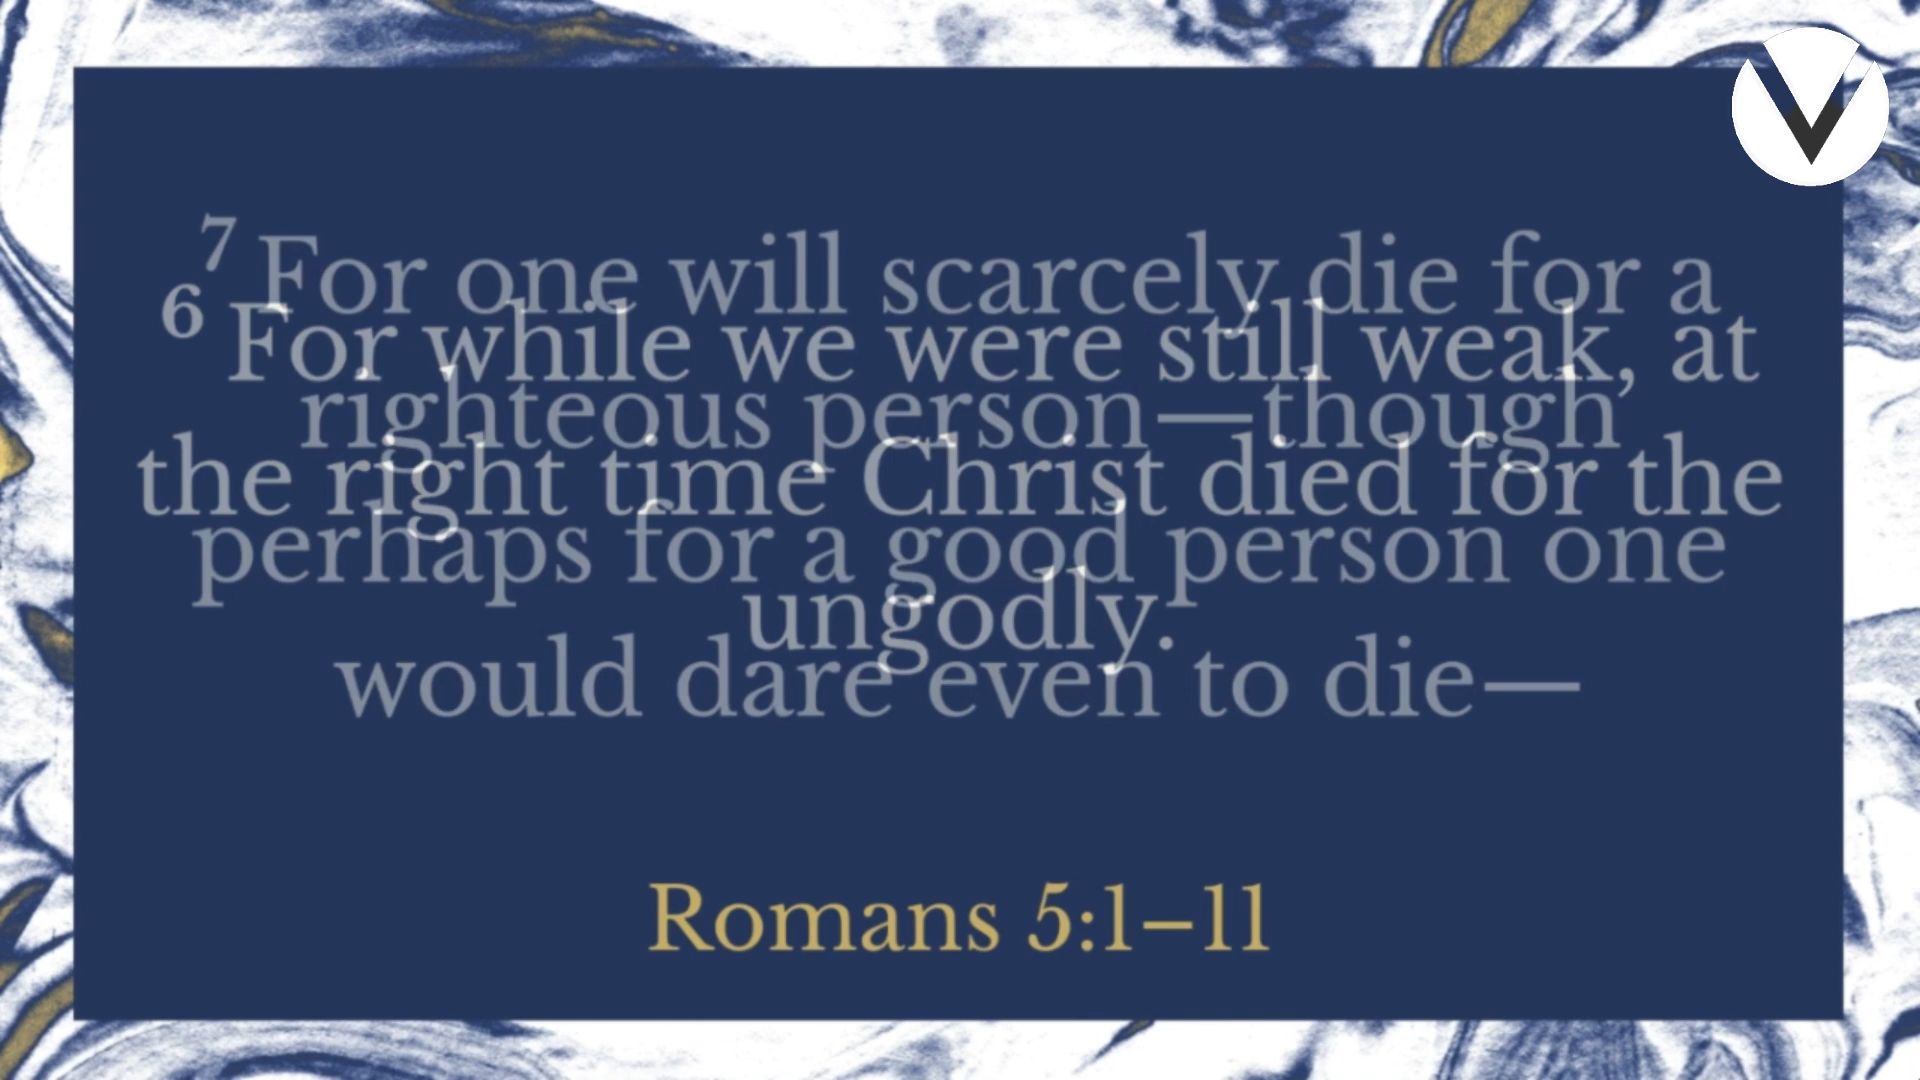 7 For one will scarcely die for a
6 For while we were still weak, at
righteous person—though
the right time Christ died for the
perhaps for a good person one
ungodly.
would dare even to die—
Romans 5:1–11